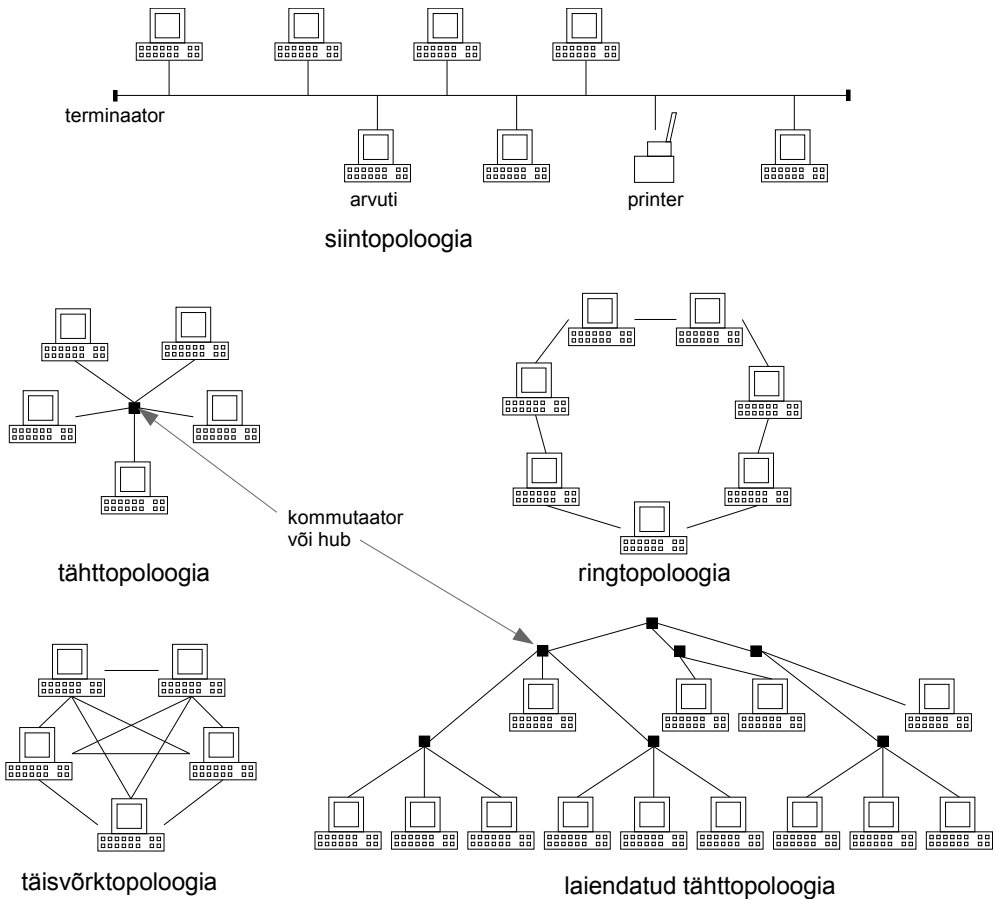 terminaator
arvuti
printer
siintopoloogia
kommutaator
või hub
tähttopoloogia
ringtopoloogia
täisvõrktopoloogia
laiendatud tähttopoloogia